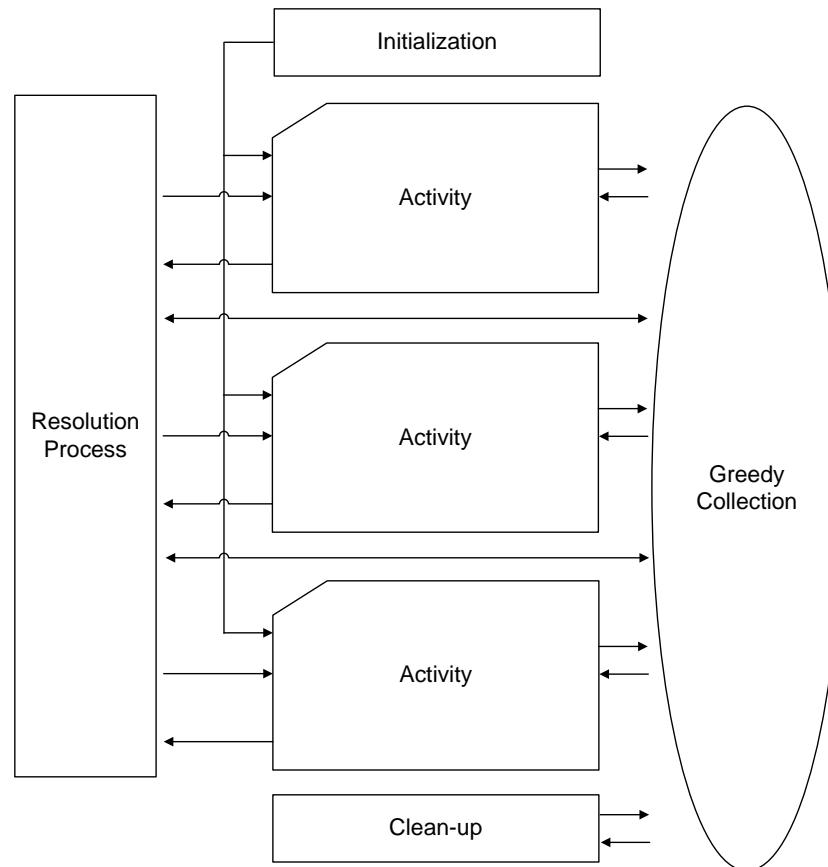 Initialization
Activity
Resolution
Process
Activity
Greedy
Collection
Activity
Clean-up